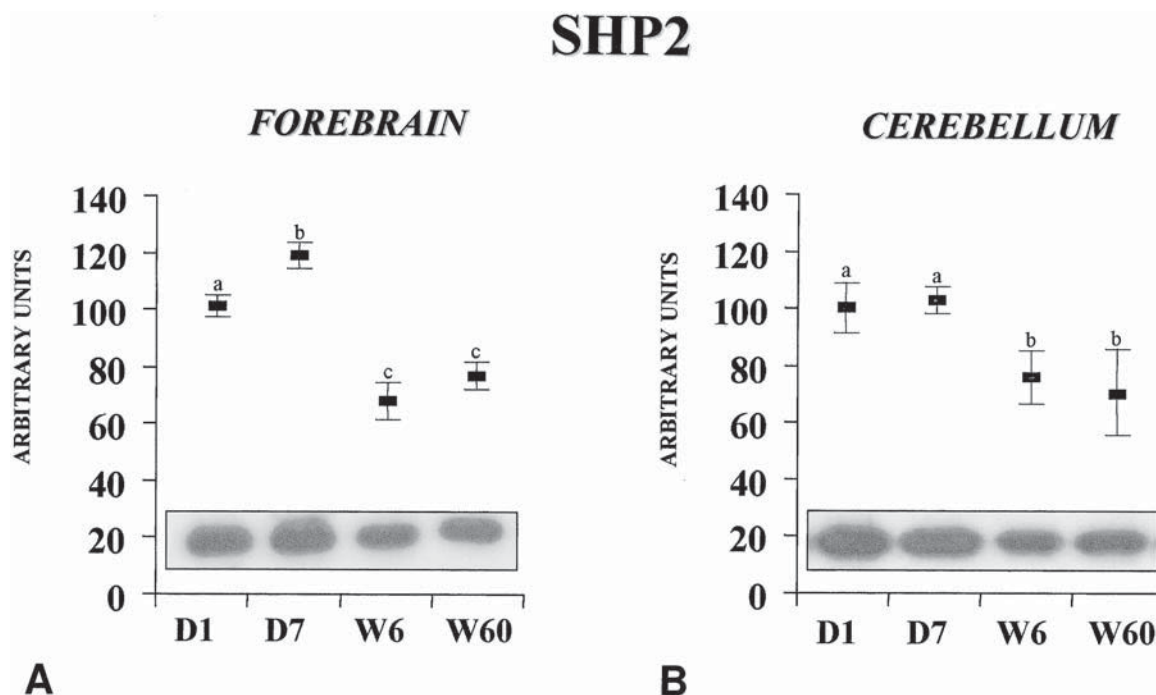 SHP2
FOREBRAIN
ARBITRARY UNITS
140
120
100
80
60
40
20
0
a
b
c
c
D1 D7 W6 W60
A
CEREBELLUM
ARBITRARY UNITS
140
120
100
80
60
40
20
0
a
a
b
b
D1 D7 W6 W60
B